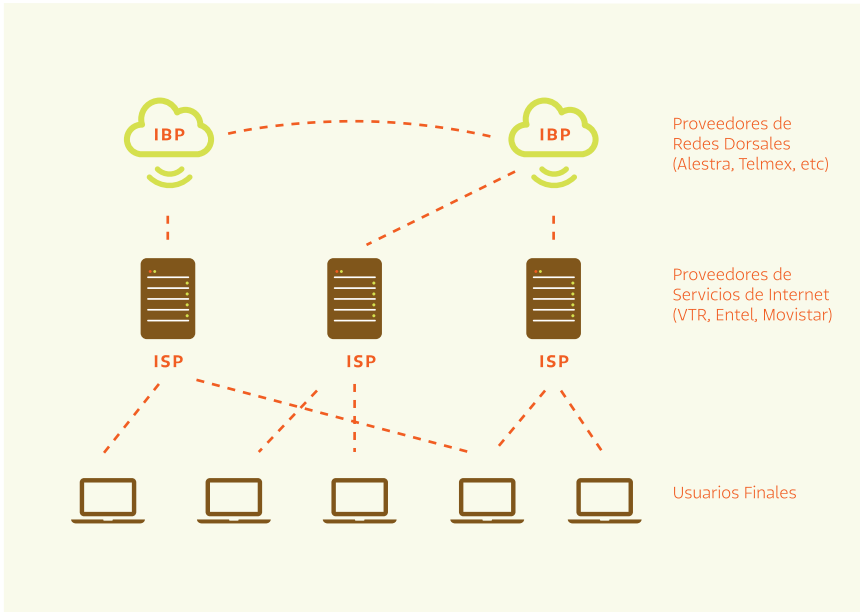 IBP
IBP
Proveedores de
Redes Dorsales
(Alestra, Telmex, etc)
Proveedores de
Servicios de Internet
(VTR, Entel, Movistar)
ISP
ISP
ISP
Usuarios Finales